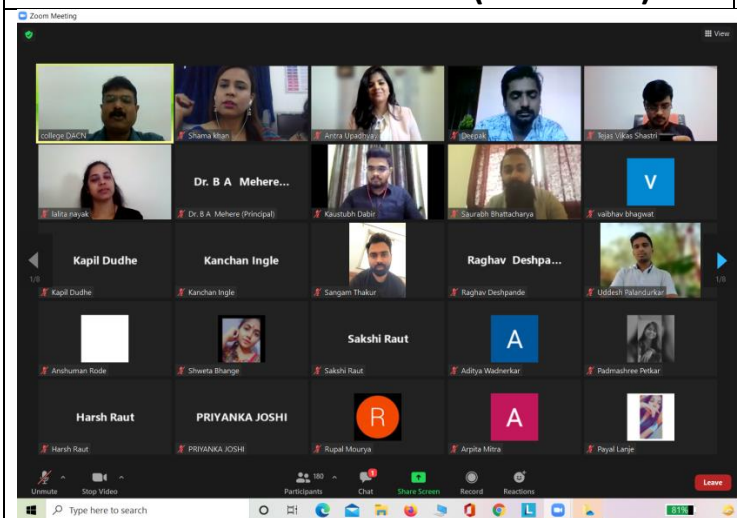 Zoom Meeting
View
college DACN
Shama khan
Antra Upadhyay
Deepak
Tejas Vikas Shastri
lalita nayak
Dr. B A Mehere...
Dr. B A Mehere (Principal)
Kaustubh Dabir
Saurabh Bhattacharya
V
vaibhav bhagwat
Kapil Dudhe
Kapil Dudhe
Kanchan Ingle
Kanchan Ingle
Sangam Thakur
Raghav Deshpa...
Raghav Deshpande
Uddesh Palandurkar
1/8
1/8
Anshuman Rode
Shweta Bhange
Sakshi Raut
Sakshi Raut
A
Aditya Wadnerkar
Padmashree Petkar
Harsh Raut
Harsh Raut
PRIYANKA JOSHI
PRIYANKA JOSHI
R
Rupal Mourya
A
Arpita Mitra
Payal Lanje
Unmute
Stop Video
180
Participants
1
Chat
Share Screen
Record
Reactions
Leave
Type here to search
L
81%